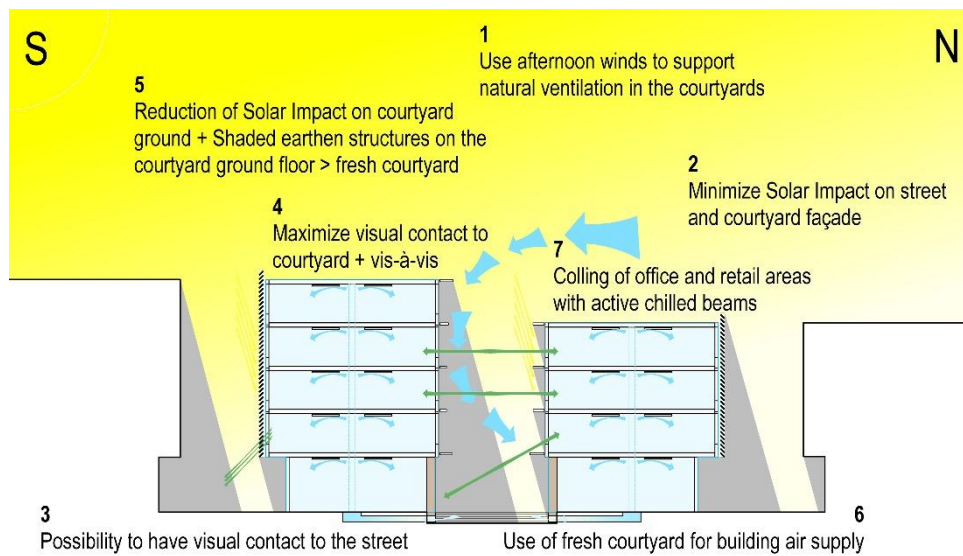 S
N
1
Use afternoon winds to support
natural ventilation in the courtyards
5
Reduction of Solar Impact on courtyard
ground + Shaded earthen structures on the
courtyard ground floor > fresh courtyard
2
Minimize Solar Impact on street
and courtyard façade
4
Maximize visual contact to
courtyard + vis-à-vis
7
Colling of office and retail areas
with active chilled beams
3
Possibility to have visual contact to the street
6
Use of fresh courtyard for building air supply